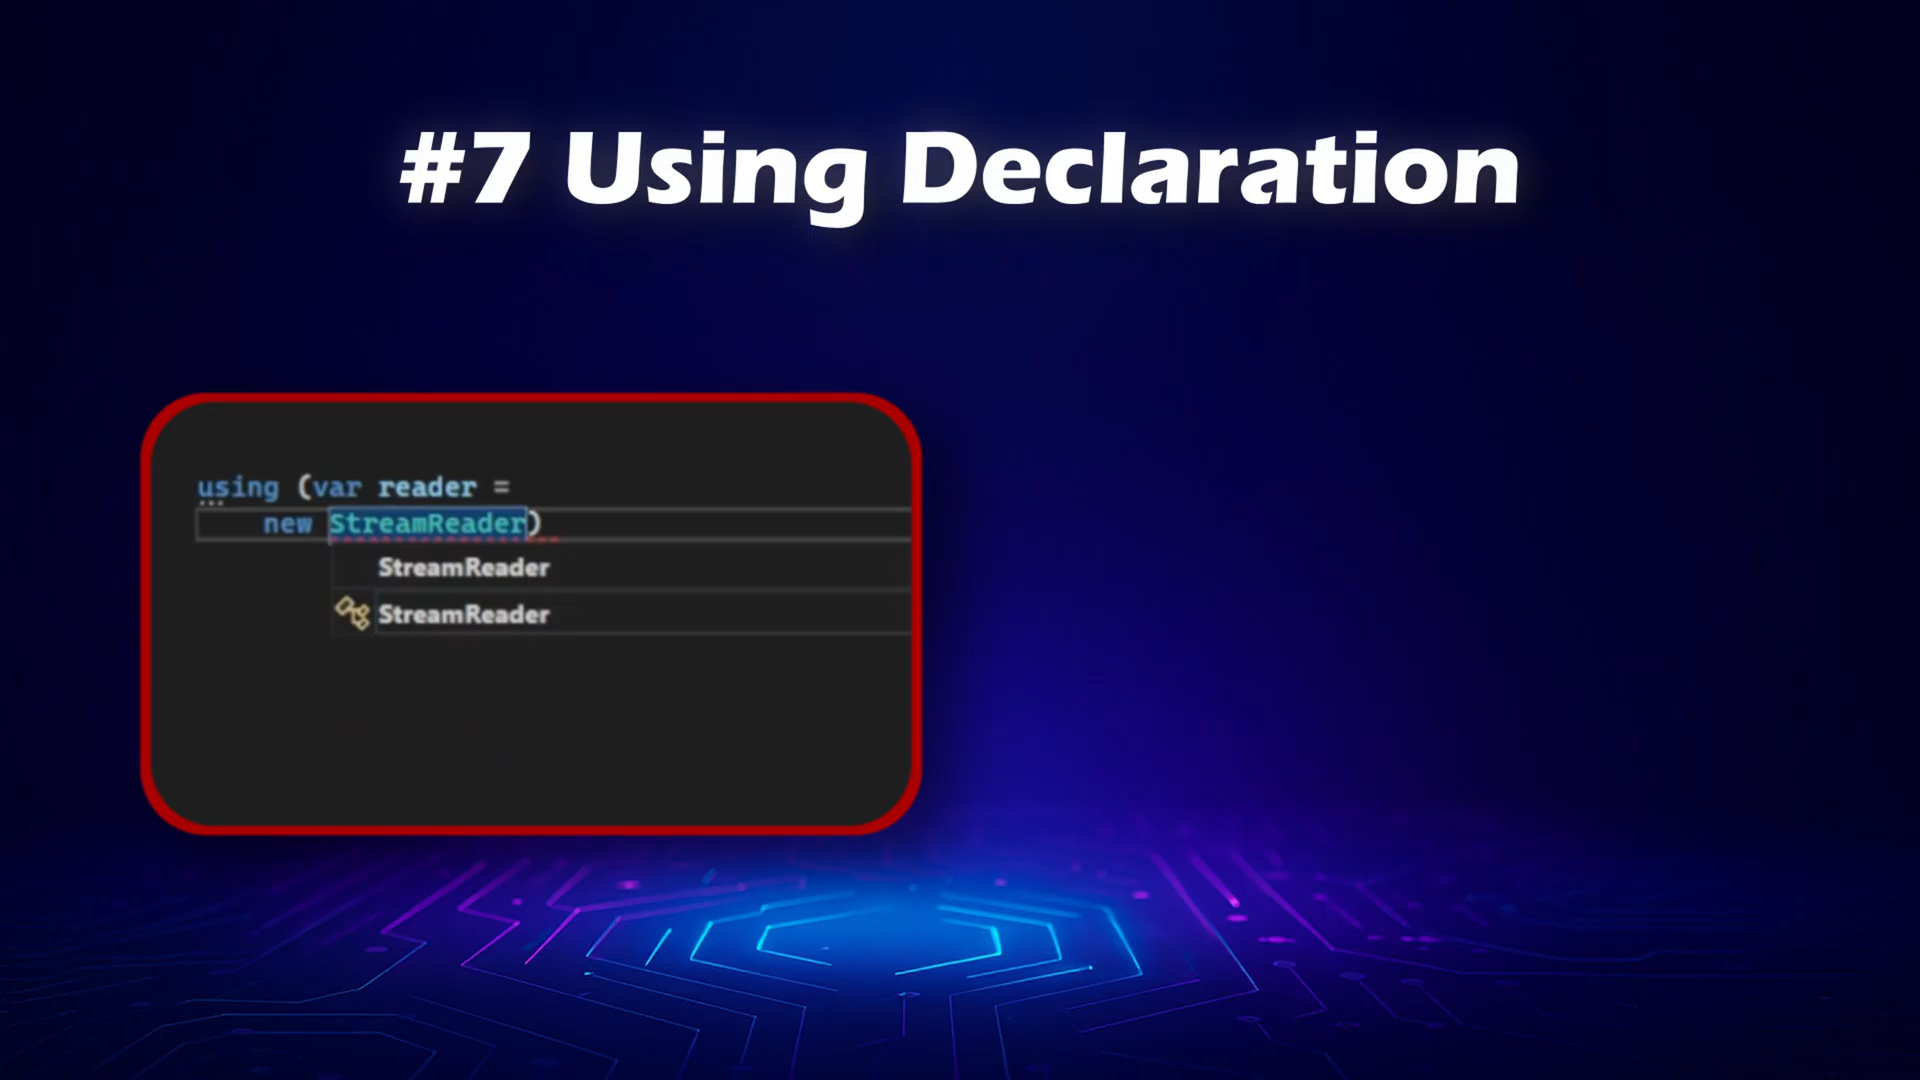 #7 Using Declaration
using (var reader =
new StreamReader)
StreamReader
StreamReader